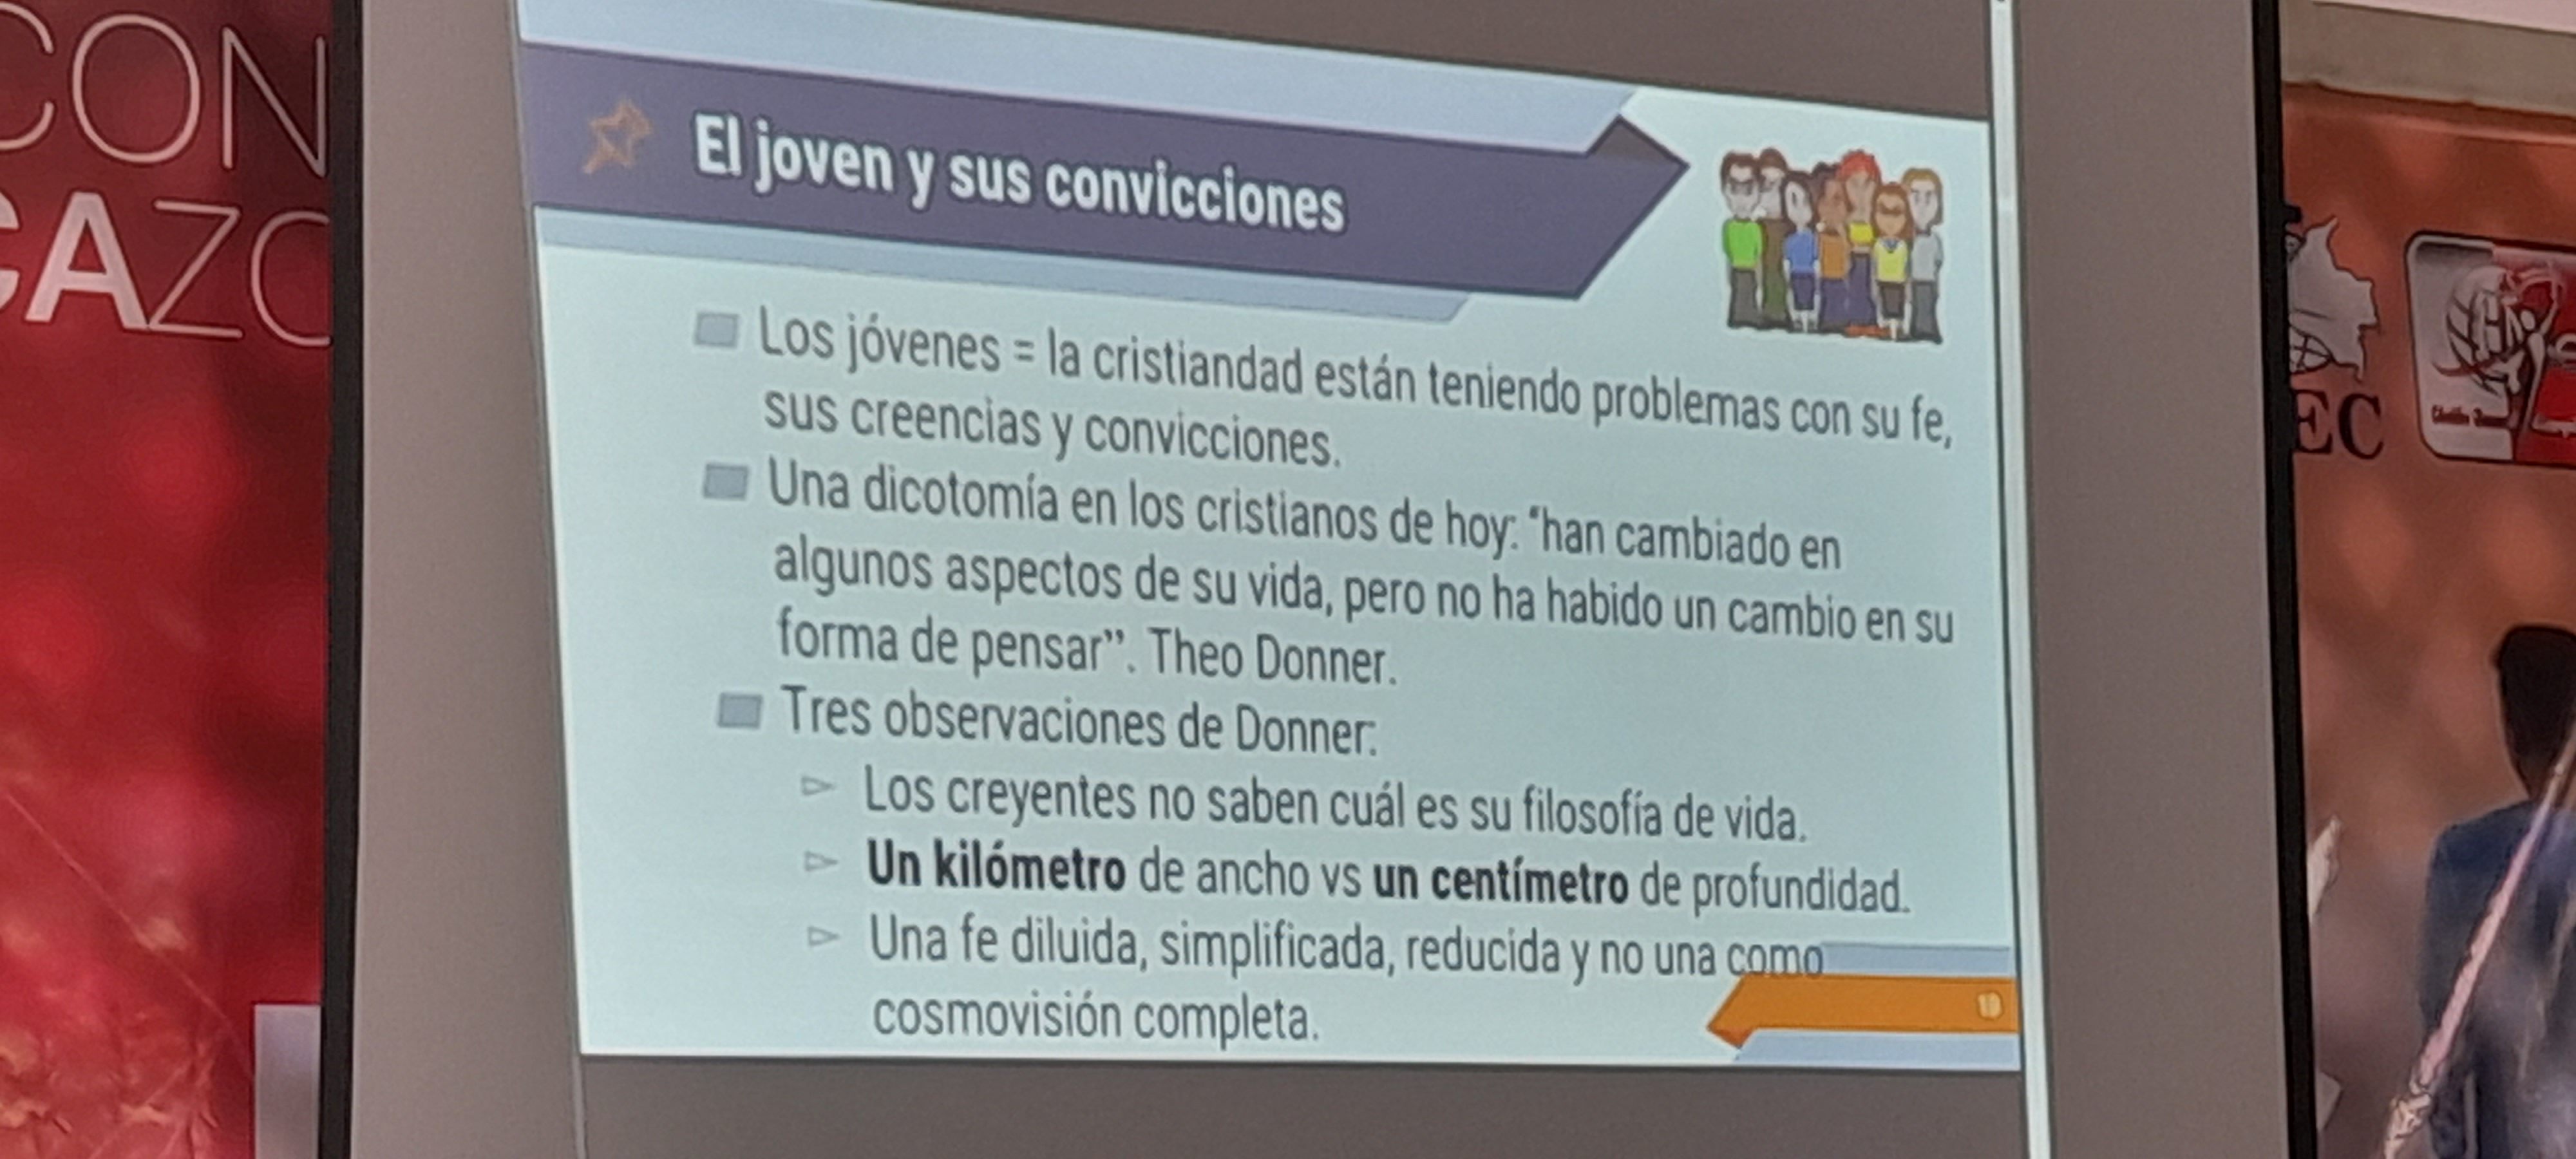 CON
CAZO
El joven y sus convicciones
Los jóvenes = la cristiandad están teniendo problemas con su fe,
sus creencias y convicciones.
Una dicotomía en los cristianos de hoy: “han cambiado en
algunos aspectos de su vida, pero no ha habido un cambio en su
forma de pensar”. Theo Donner.
Tres observaciones de Donner:
Los creyentes no saben cuál es su filosofía de vida.
Un kilómetro de ancho vs un centímetro de profundidad.
Una fe diluida, simplificada, reducida y no una como
cosmovisión completa.
EC